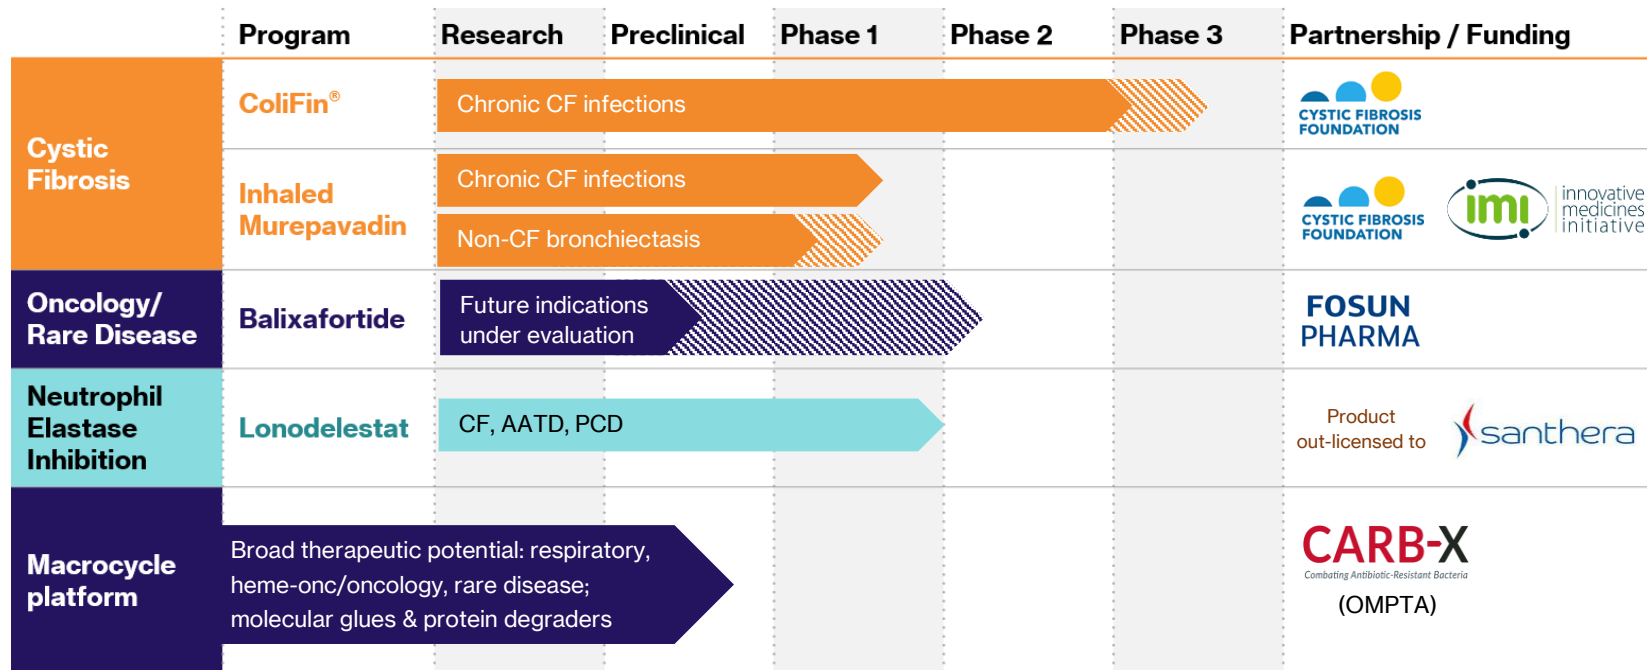 Program
Research
Preclinical
Phase 1
Phase 2
Phase 3
Partnership / Funding
Cystic
Fibrosis
ColiFin®
Chronic CF infections
CYSTIC FIBROSIS
FOUNDATION
Inhaled
Murepavadin
Chronic CF infections
Non-CF bronchiectasis
CYSTIC FIBROSIS
FOUNDATION
imi
innovative
medicines
initiative
Oncology/
Rare Disease
Balixafortide
Future indications
under evaluation
FOSUN
PHARMA
Neutrophil
Elastase
Inhibition
Lonodelestat
CF, AATD, PCD
Product
out-licensed to
santhera
Macrocycle
platform
Broad therapeutic potential: respiratory,
heme-onc/oncology, rare disease;
molecular glues & protein degraders
CARB-X
Combating Antibiotic-Resistant Bacteria
(OMPTA)